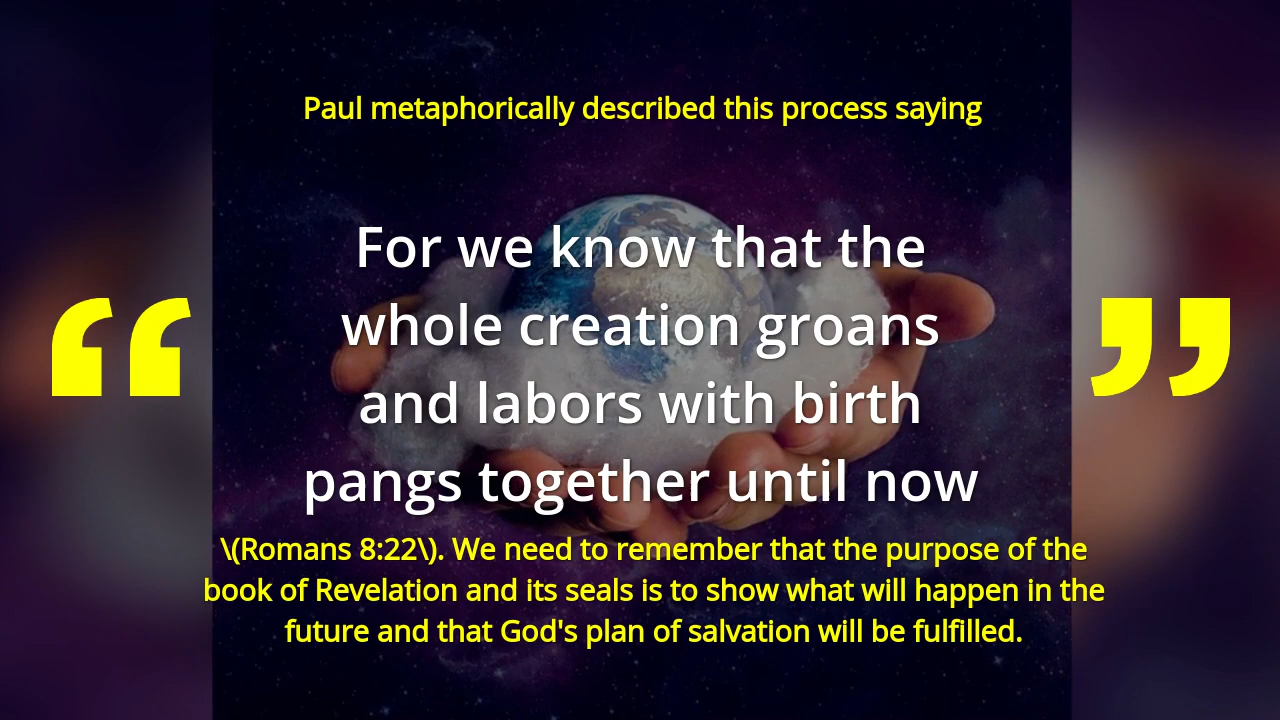 Paul metaphorically described this process saying
“ For we know that the ”
whole creation groans
and labors with birth
pangs together until now
\(Romans 8:22\). We need to remember that the purpose of the
book of Revelation and its seals is to show what will happen in the
future and that God's plan of salvation will be fulfilled.